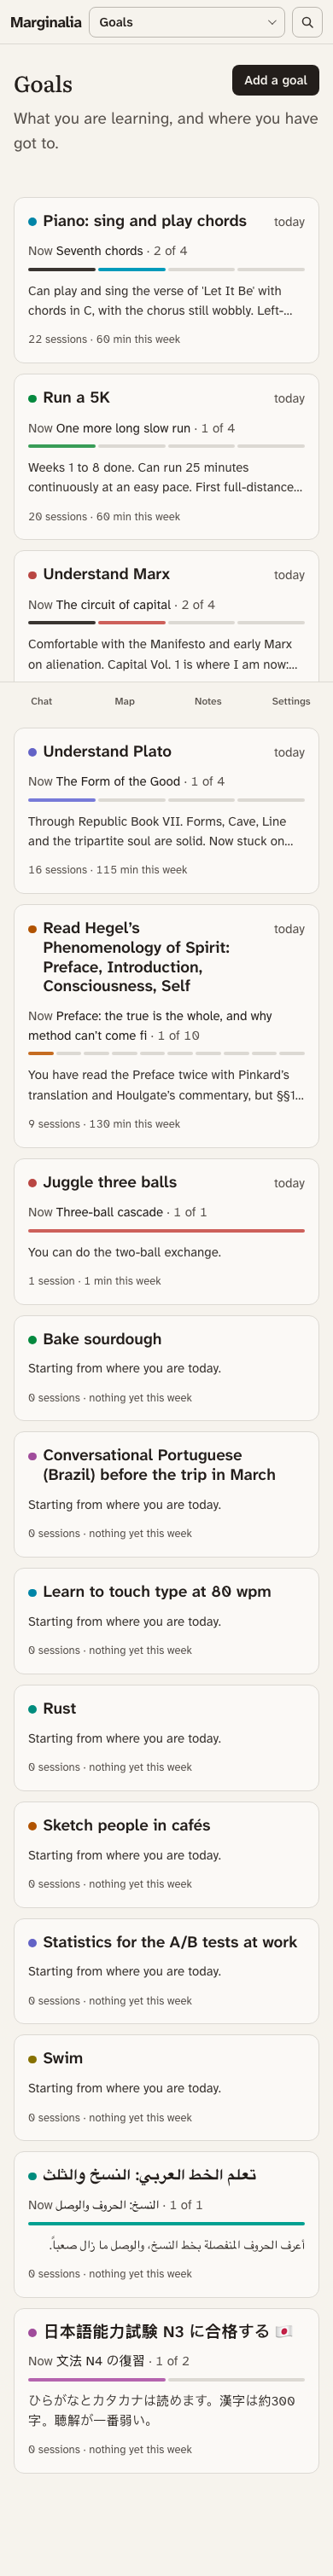 Marginalia
Goals
Goals
Add a goal
What you are learning, and where you have
got to.
Piano: sing and play chords
today
Now Seventh chords · 2 of 4
Can play and sing the verse of 'Let It Be' with
chords in C, with the chorus still wobbly. Left-…
22 sessions · 60 min this week
Run a 5K
today
Now One more long slow run · 1 of 4
Weeks 1 to 8 done. Can run 25 minutes
continuously at an easy pace. First full-distance…
20 sessions · 60 min this week
Understand Marx
today
Now The circuit of capital · 2 of 4
Comfortable with the Manifesto and early Marx
on alienation. Capital Vol. 1 is where I am now:…
Chat
Map
Notes
Settings
Understand Plato
today
Now The Form of the Good · 1 of 4
Through Republic Book VII. Forms, Cave, Line
and the tripartite soul are solid. Now stuck on…
16 sessions · 115 min this week
Read Hegel’s
Phenomenology of Spirit:
Preface, Introduction,
Consciousness, Self
today
Now Preface: the true is the whole, and why
method can’t come fi · 1 of 10
You have read the Preface twice with Pinkard’s
translation and Houlgate’s commentary, but §§1…
9 sessions · 130 min this week
Juggle three balls
today
Now Three-ball cascade · 1 of 1
You can do the two-ball exchange.
1 session · 1 min this week
Bake sourdough
Starting from where you are today.
0 sessions · nothing yet this week
Conversational Portuguese
(Brazil) before the trip in March
Starting from where you are today.
0 sessions · nothing yet this week
Learn to touch type at 80 wpm
Starting from where you are today.
0 sessions · nothing yet this week
Rust
Starting from where you are today.
0 sessions · nothing yet this week
Sketch people in cafés
Starting from where you are today.
0 sessions · nothing yet this week
Statistics for the A/B tests at work
Starting from where you are today.
0 sessions · nothing yet this week
Swim
Starting from where you are today.
0 sessions · nothing yet this week
تعلم الخط العربي: النسخ والثلث
Now النسخ: الحروف والوصل · 1 of 1
أعرف الحروف المنفصلة بخط النسخ، والوصل ما زال صعباً.
0 sessions · nothing yet this week
日本語能力試験 N3 に合格する 🇯🇵
Now 文法 N4 の復習 · 1 of 2
ひらがなとカタカナは読めます。漢字は約300
字。聴解が一番弱い。
0 sessions · nothing yet this week